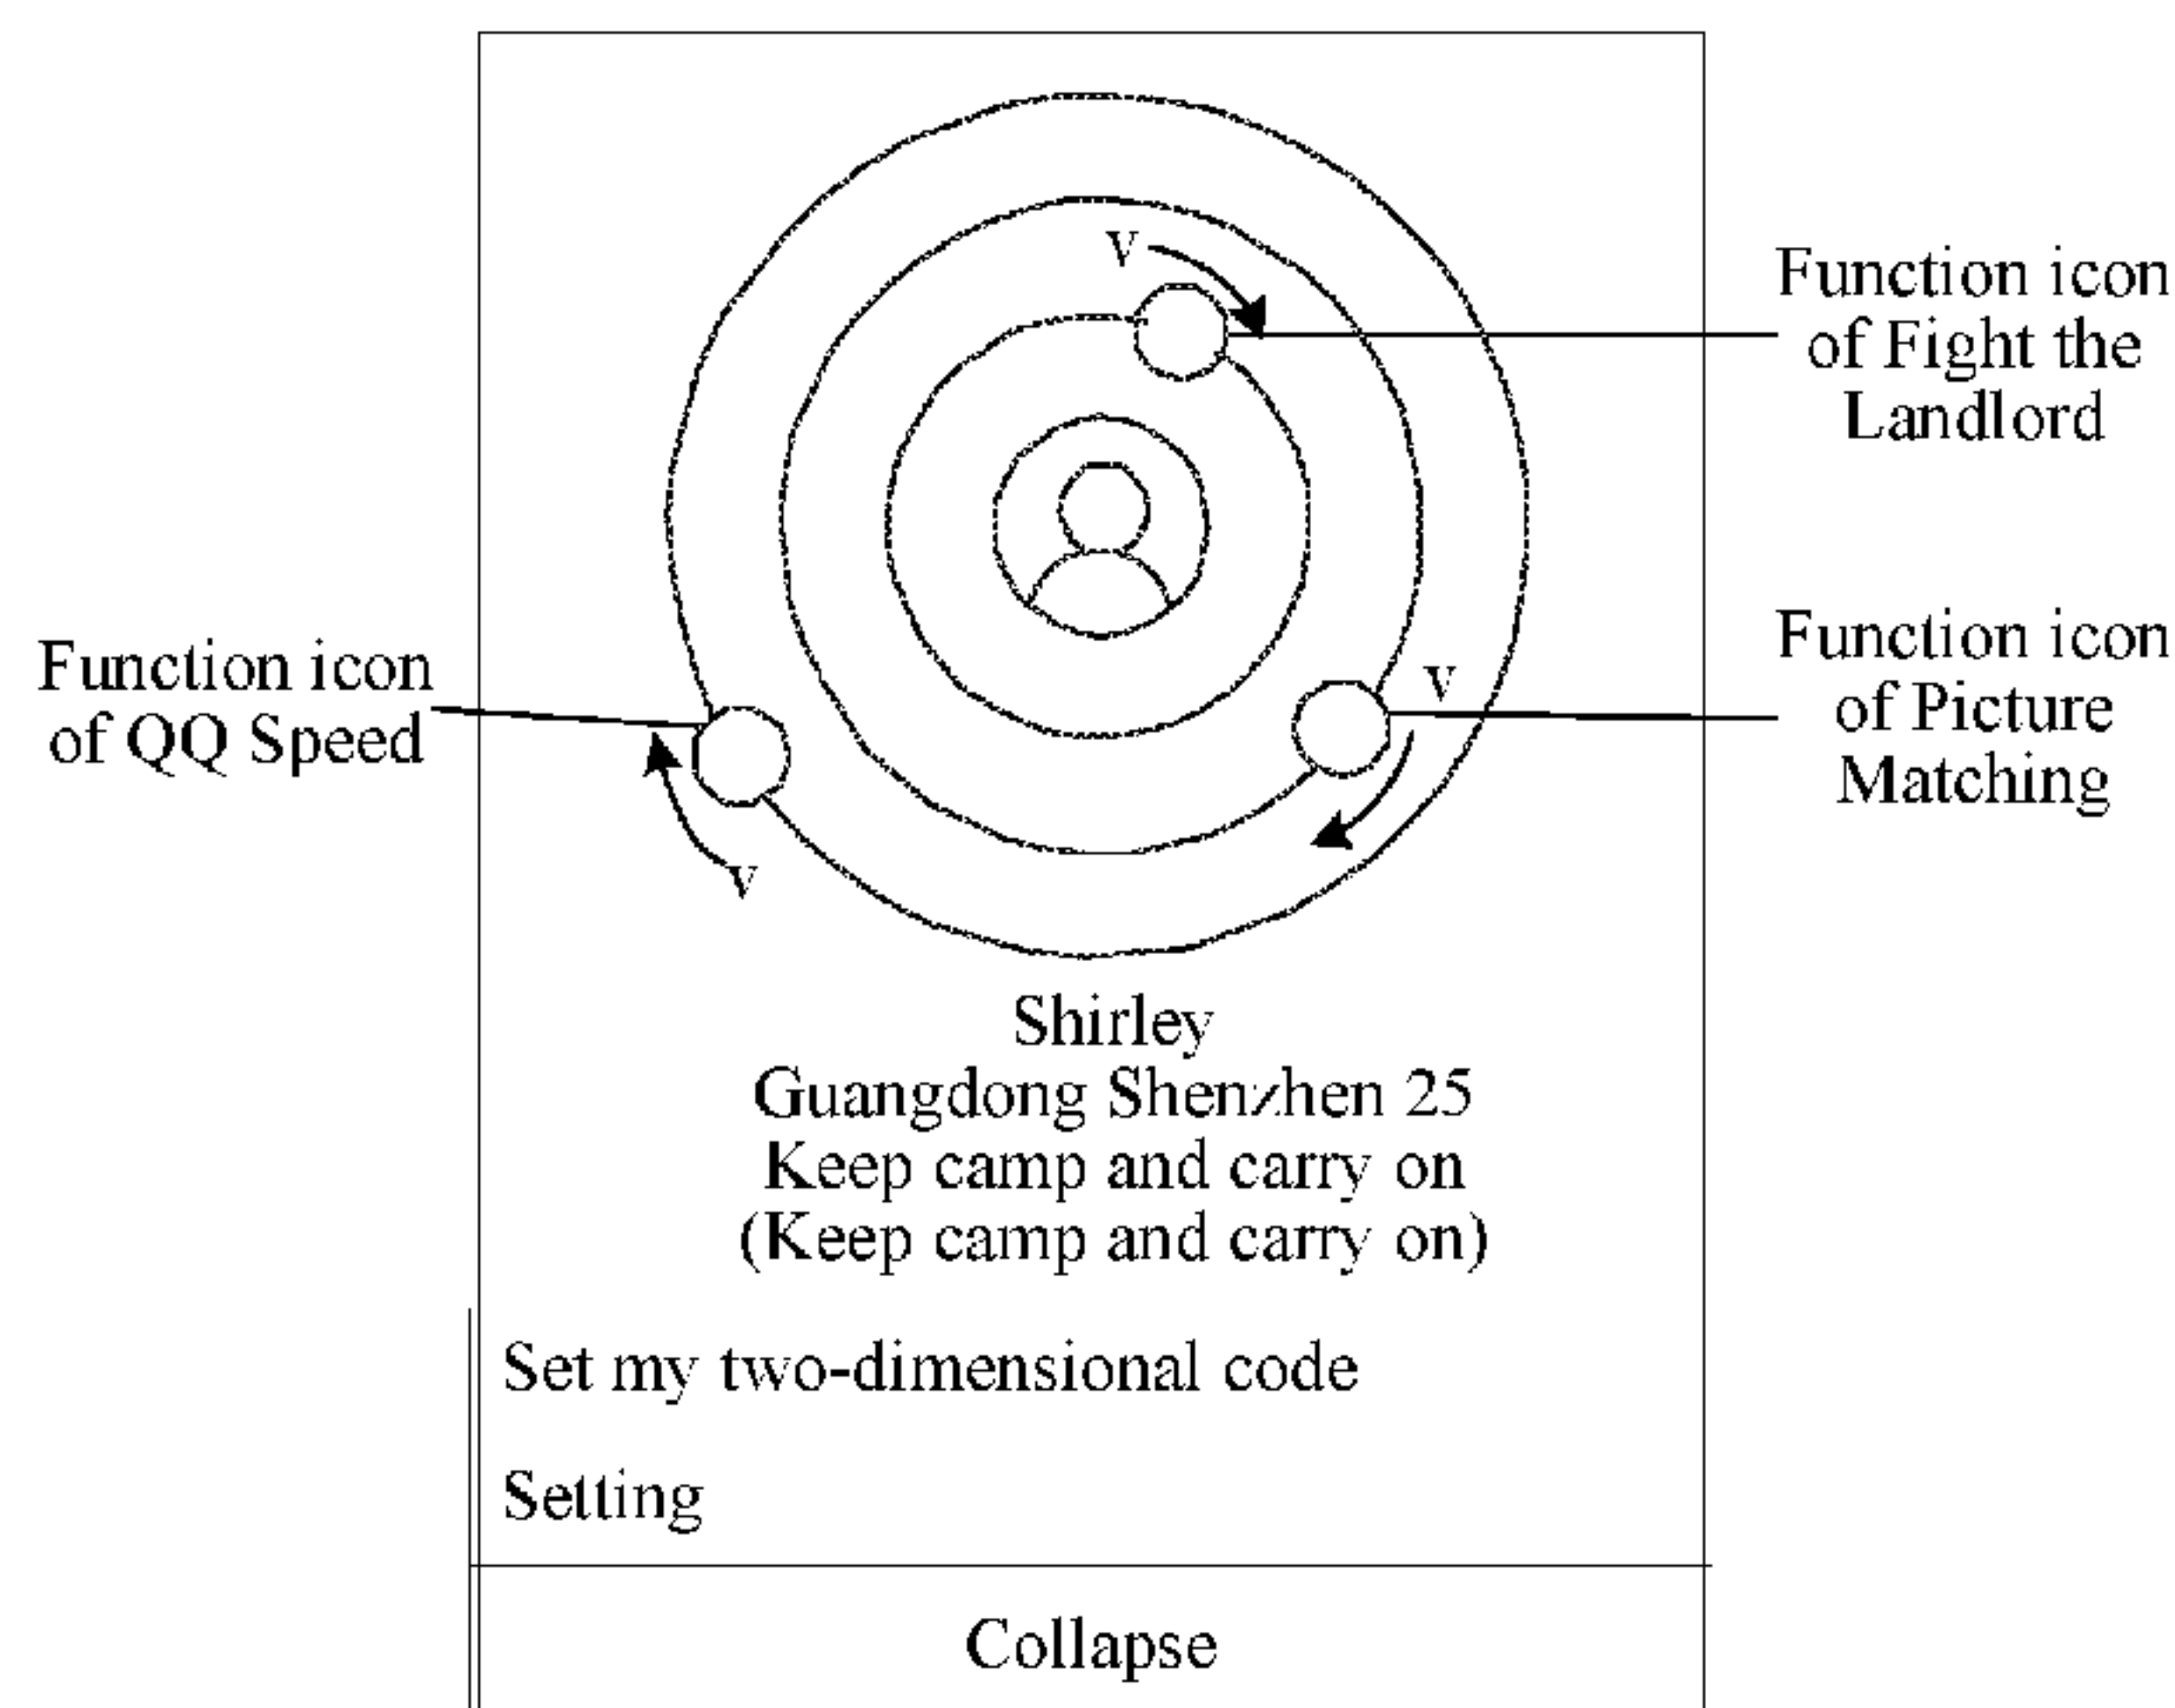 V
Function icon
of Fight the
Landlord
Function icon
of QQ Speed
V
Function icon
of Picture
Matching
V
Shirley
Guangdong Shenzhen 25
Keep camp and carry on
(Keep camp and carry on)
Set my two-dimensional code
Setting
Collapse